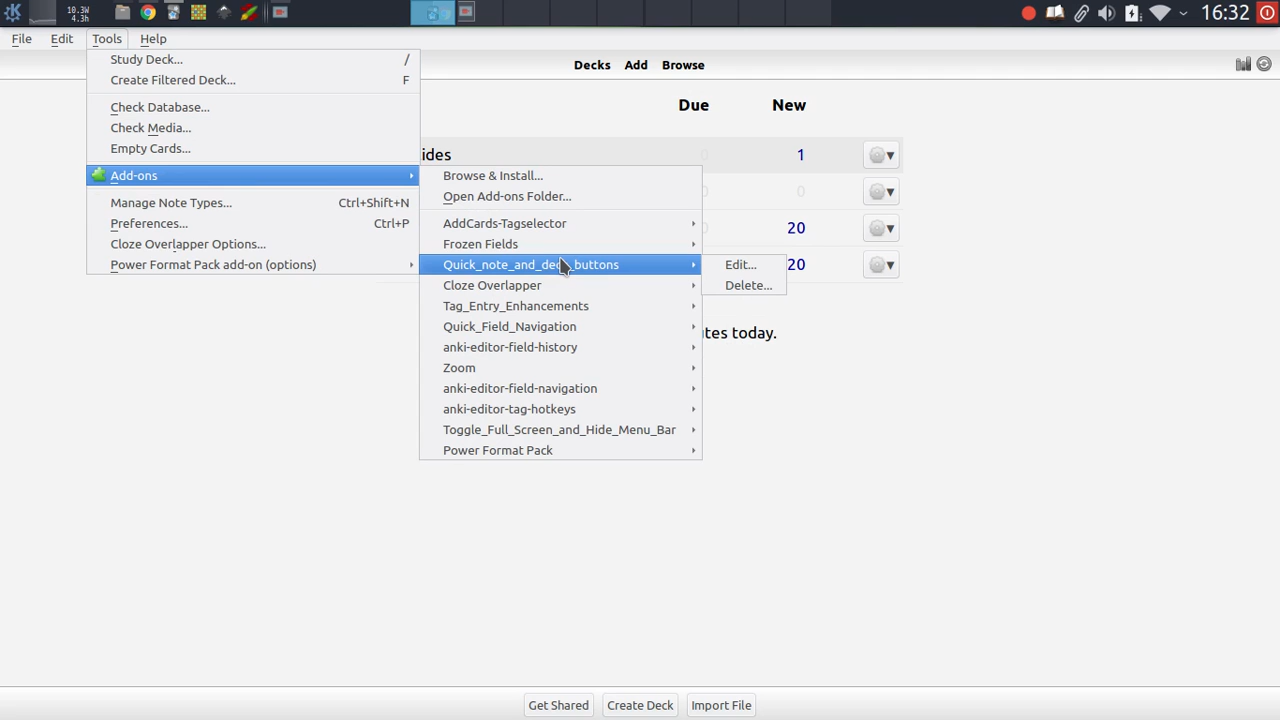 10.3W
4.3h
16:32
File Edit Tools Help
Study Deck... /
Create Filtered Deck... F
Check Database...
Check Media...
Empty Cards...
Add-ons
Manage Note Types... Ctrl+Shift+N
Preferences... Ctrl+P
Cloze Overlapper Options...
Power Format Pack add-on (options)
Browse & Install...
Open Add-ons Folder...
AddCards-Tagselector
Frozen Fields
Quick_note_and_deck_buttons
Cloze Overlapper
Tag_Entry_Enhancements
Quick_Field_Navigation
anki-editor-field-history
Zoom
anki-editor-field-navigation
anki-editor-tag-hotkeys
Toggle_Full_Screen_and_Hide_Menu_Bar
Power Format Pack
Edit...
Delete...
Decks Add Browse
Due New
ides 0 1
0 0
20
20
tes today.
Get Shared Create Deck Import File